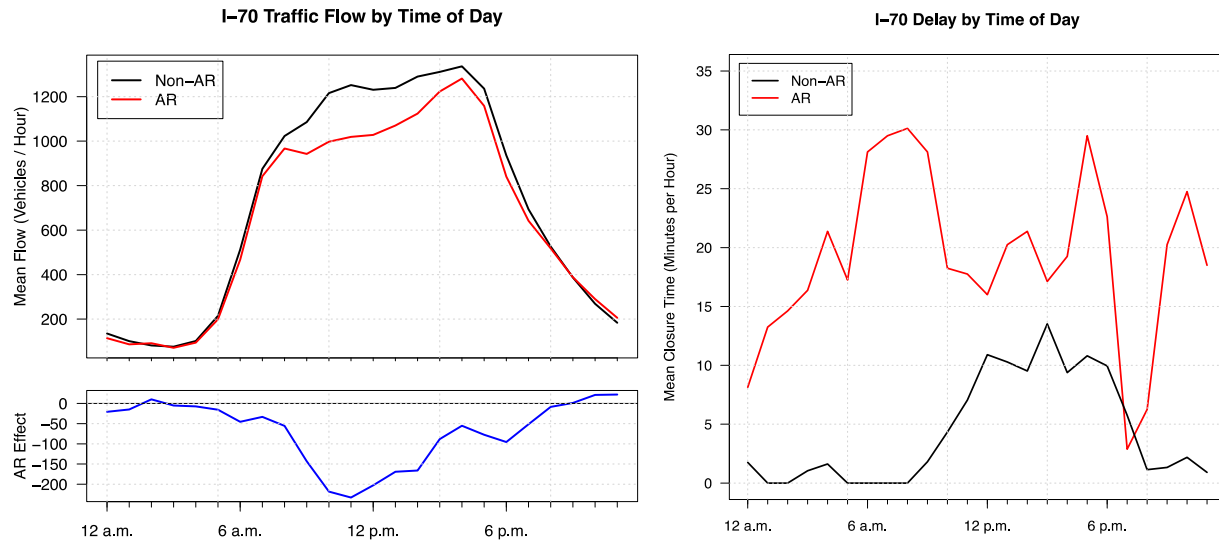 I-70 Traffic Flow by Time of Day
Mean Flow (Vehicles / Hour)
1200
1000
800
600
400
200
Non-AR
AR
AR Effect
0
-50
-100
-150
-200
12 a.m.
6 a.m.
12 p.m.
6 p.m.
I-70 Delay by Time of Day
Mean Closure Time (Minutes per Hour)
35
30
25
20
15
10
5
0
Non-AR
AR
12 a.m.
6 a.m.
12 p.m.
6 p.m.